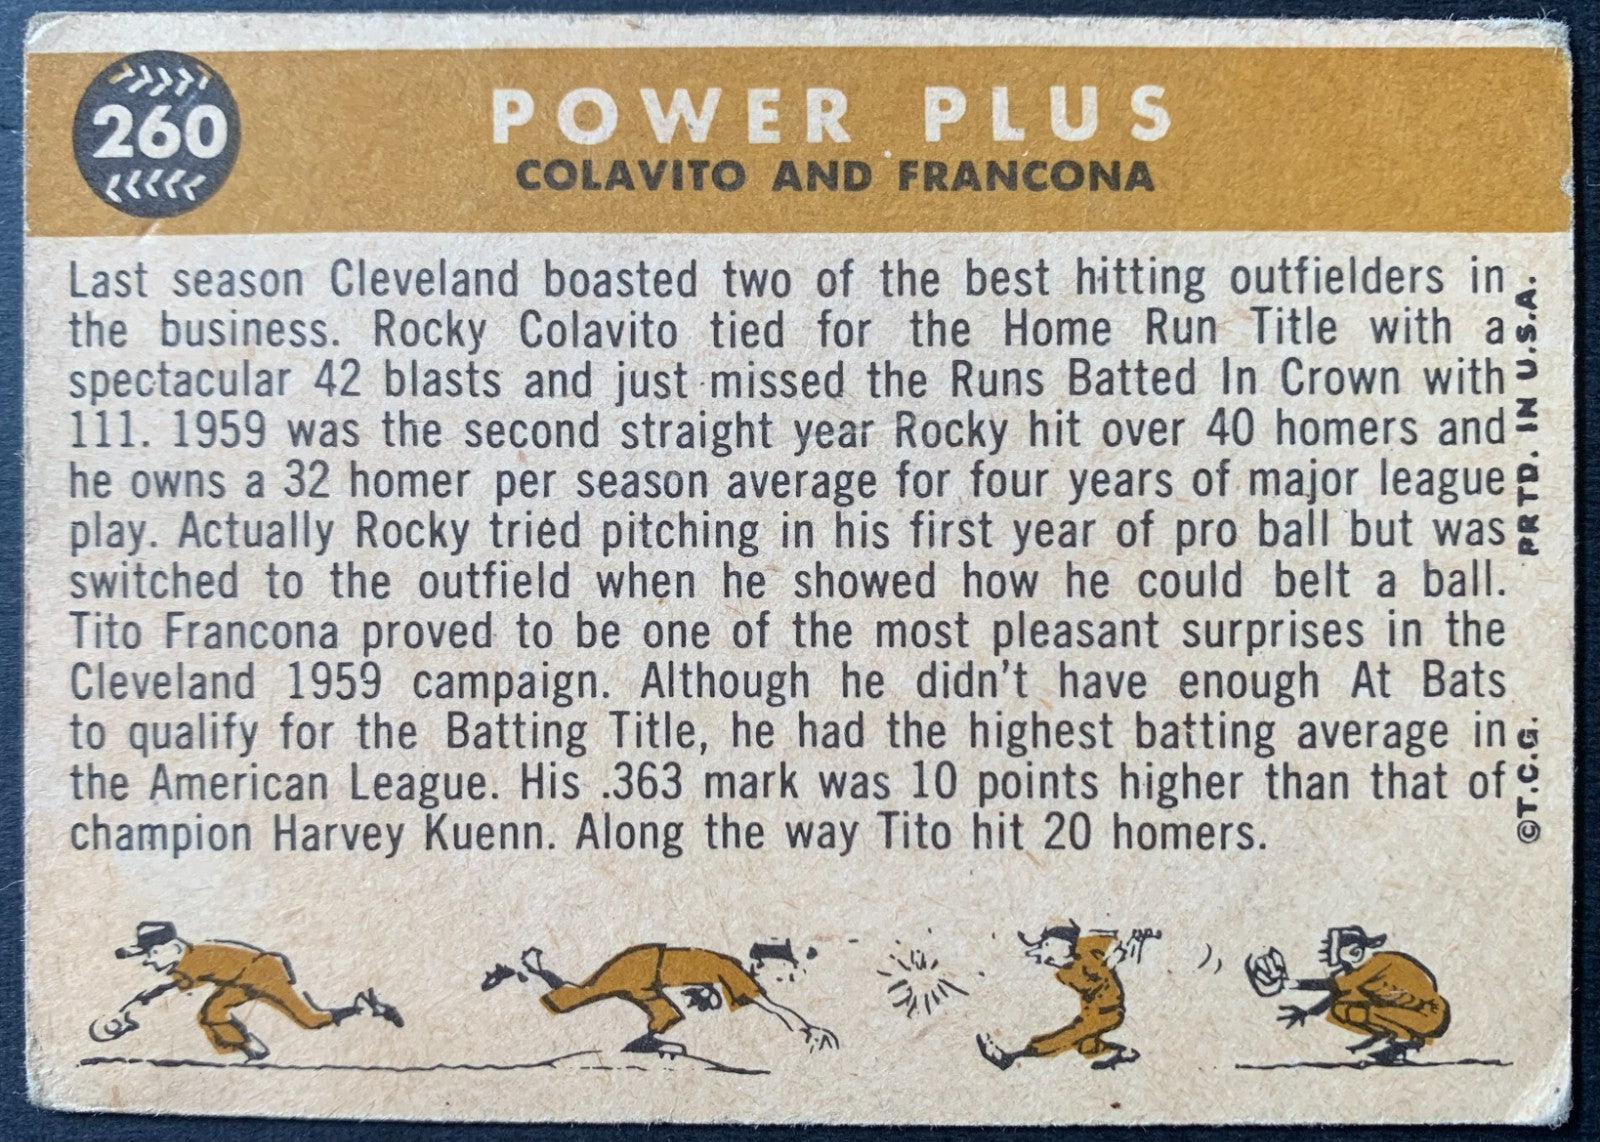 260
POWER PLUS
COLAVITO AND FRANCONA
Last season Cleveland boasted two of the best hitting outfielders in
the business. Rocky Colavito tied for the Home Run Title with a
spectacular 42 blasts and just missed the Runs Batted In Crown with
111. 1959 was the second straight year Rocky hit over 40 homers and
he owns a 32 homer per season average for four years of major league
play. Actually Rocky tried pitching in his first year of pro ball but was
switched to the outfield when he showed how he could belt a ball.
Tito Francona proved to be one of the most pleasant surprises in the
Cleveland 1959 campaign. Although he didn't have enough At Bats
to qualify for the Batting Title, he had the highest batting average in
the American League. His .363 mark was 10 points higher than that of
champion Harvey Kuenn. Along the way Tito hit 20 homers.
©T.C.G. PRTD. IN U.S.A.